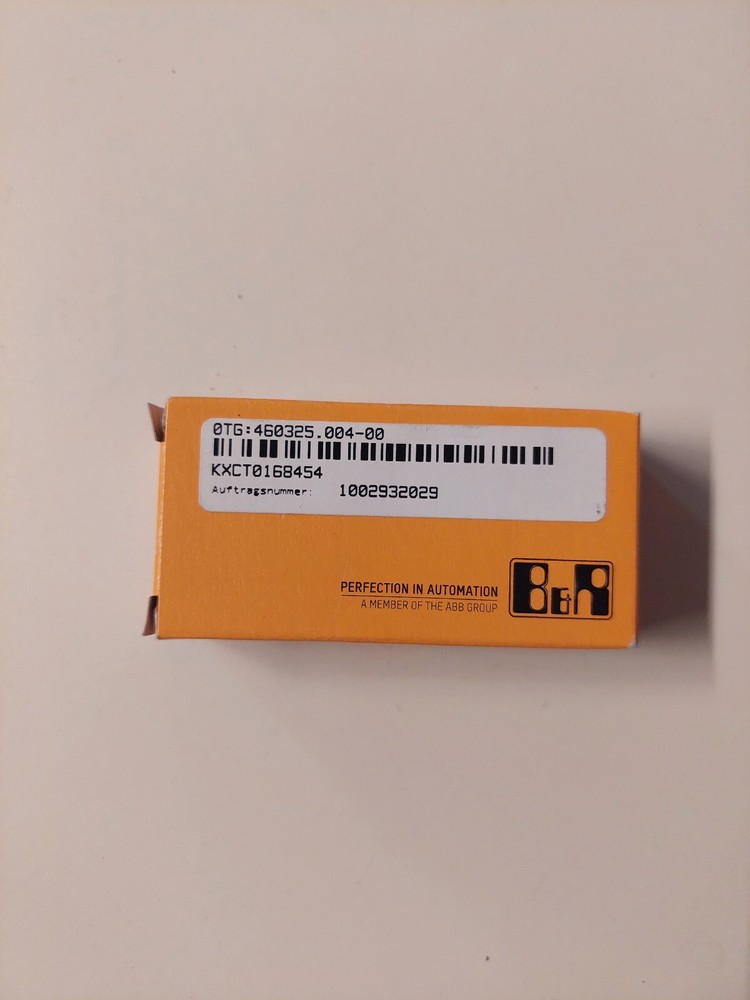 0TG:460325.004-00
KXCT0168454
Auftragsnummer: 1002932029
PERFECTION IN AUTOMATION
A MEMBER OF THE ABB GROUP
B&R